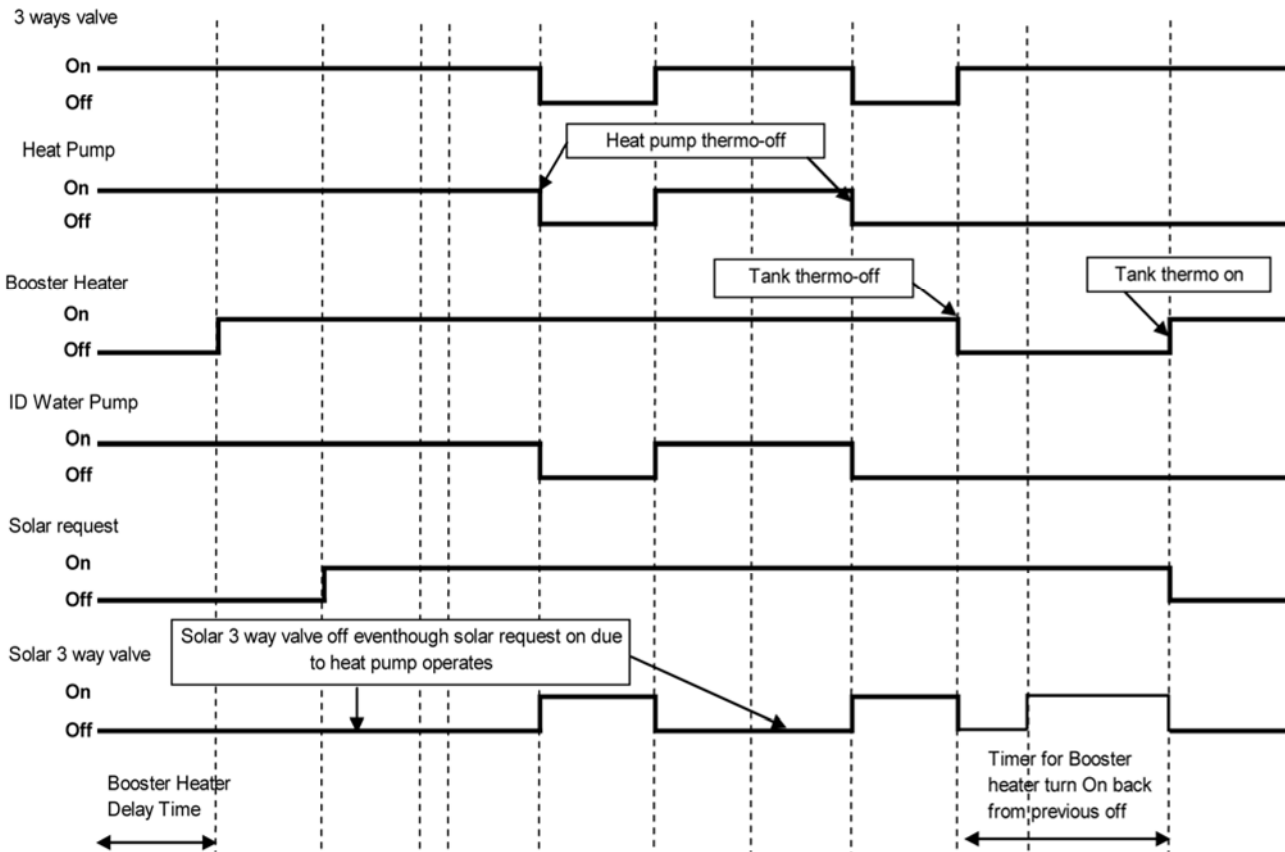 3 ways valve
On
Off
Heat Pump
Heat pump thermo-off
On
Off
Booster Heater
Tank thermo-off
Tank thermo on
On
Off
ID Water Pump
On
Off
Solar request
On
Off
Solar 3 way valve off eventhough solar request on due
to heat pump operates
Solar 3 way valve
On
Off
Booster Heater
Delay Time
Timer for Booster
heater turn On back
from previous off